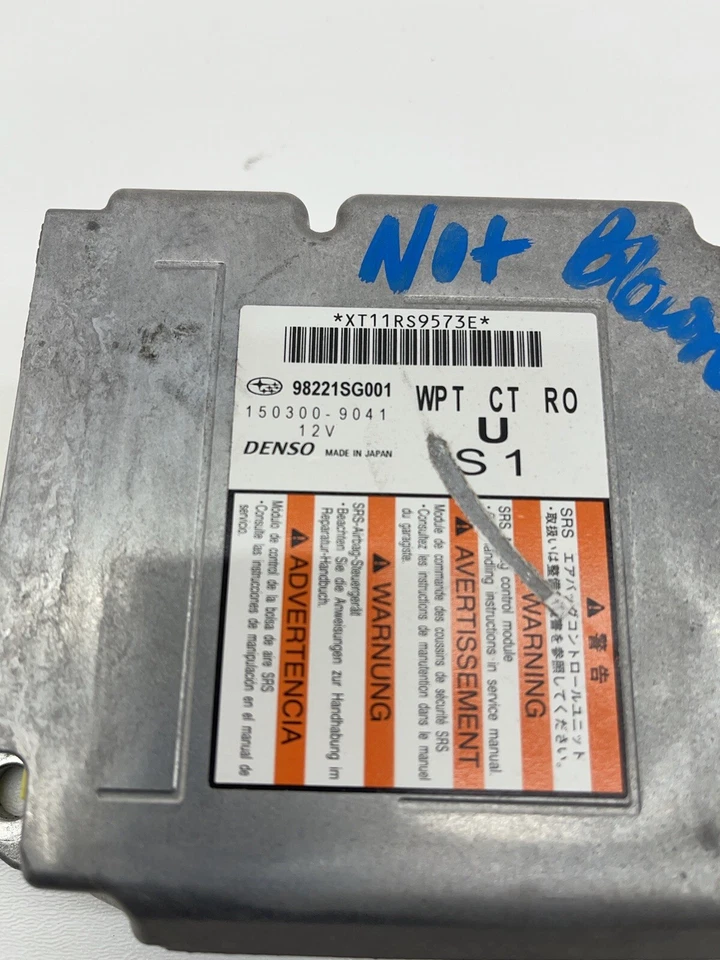 Not Blown
*XT11RS9573E*
98221SG001
150300-9041
12V
DENSO MADE IN JAPAN
WPT CT RO
U
S1
警告
SRS エアバッグコントロールユニット
・取扱いは整備 書を参照してください。
WARNING
SRS control module
・ handling instructions in service manual.
AVERTISSEMENT
Module de commande des coussins de sécurité SRS
・Consultez les instructions de manutention dans le manuel
du garagiste.
WARNUNG
SRS-Airbag-Steuergerät
・Beachten Sie die Anweisungen zur Handhabung im
Reparatur-Handbuch.
ADVERTENCIA
Módulo de control de la bolsa de aire SRS
・Consulte las instrucciones de manipulación en el manual de
servicio.